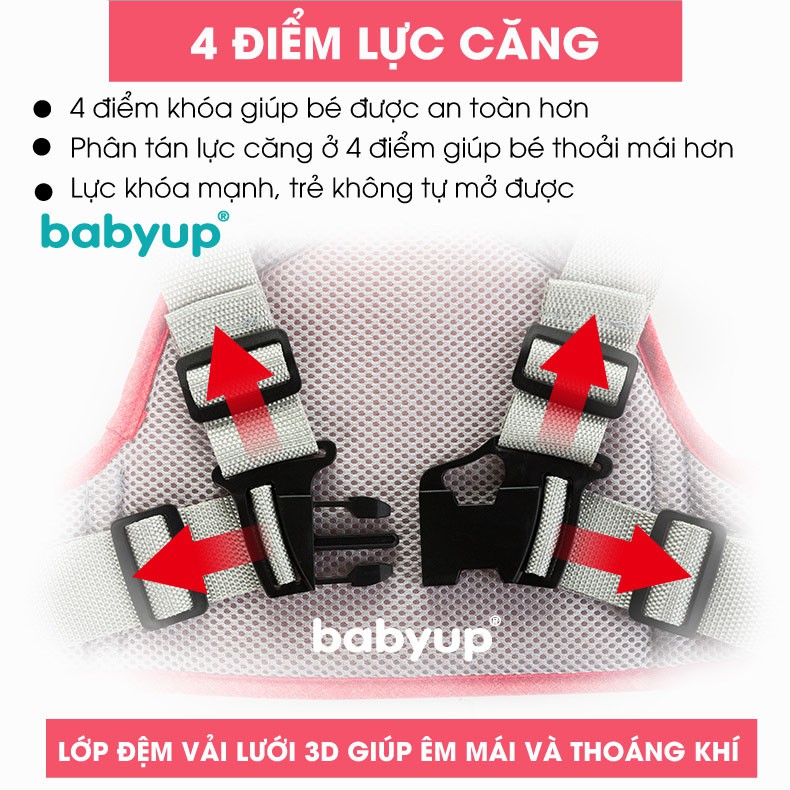 4 ĐIỂM LỰC CĂNG
4 điểm khóa giúp bé được an toàn hơn
Phân tán lực căng ở 4 điểm giúp bé thoải mái hơn
Lực khóa mạnh, trẻ không tự mở được
babyup®
babyup®
LỚP ĐỆM VẢI LƯỚI 3D GIÚP ÊM MÁI VÀ THOÁNG KHÍ